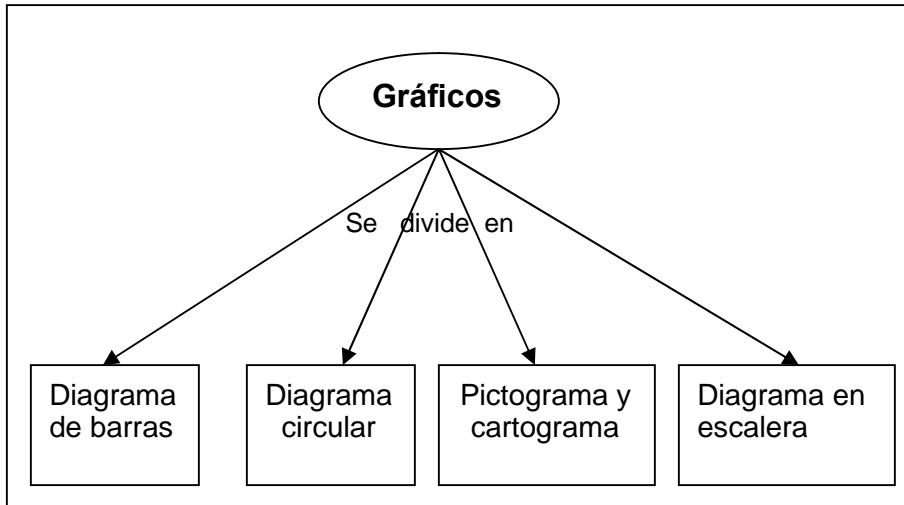 Gráficos
Se divide en
Diagrama
de barras
Diagrama
circular
Pictograma y
cartograma
Diagrama en
escalera